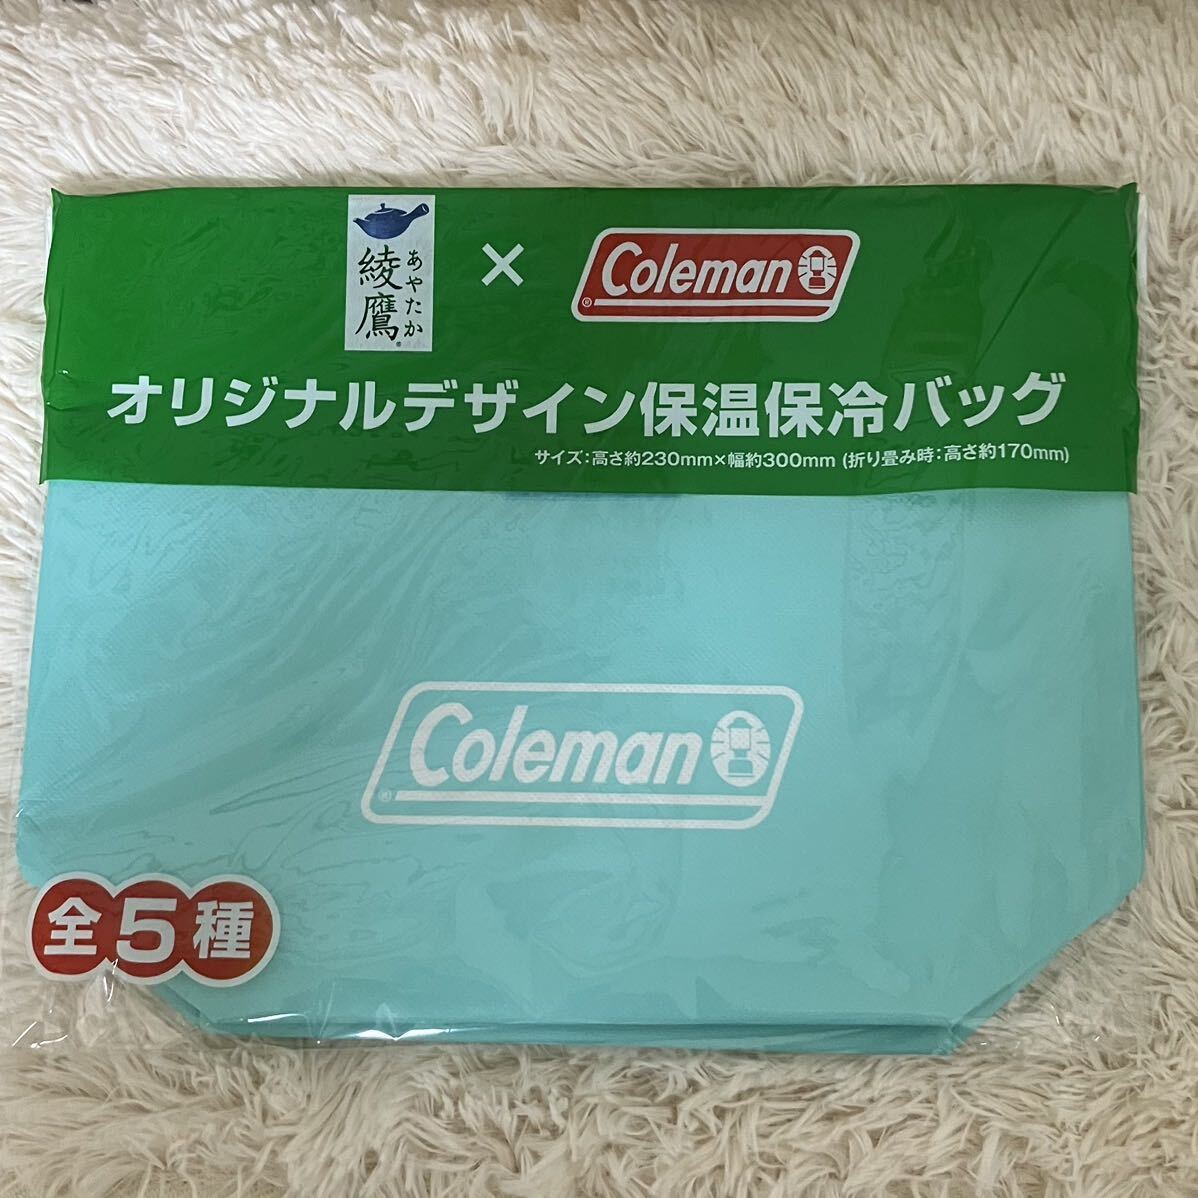 あやたか
綾鷹®
×
Coleman
®
オリジナルデザイン保温保冷バッグ
サイズ:高さ約230mm×幅約300mm (折り畳み時:高さ約170mm)
Coleman
®
全5種